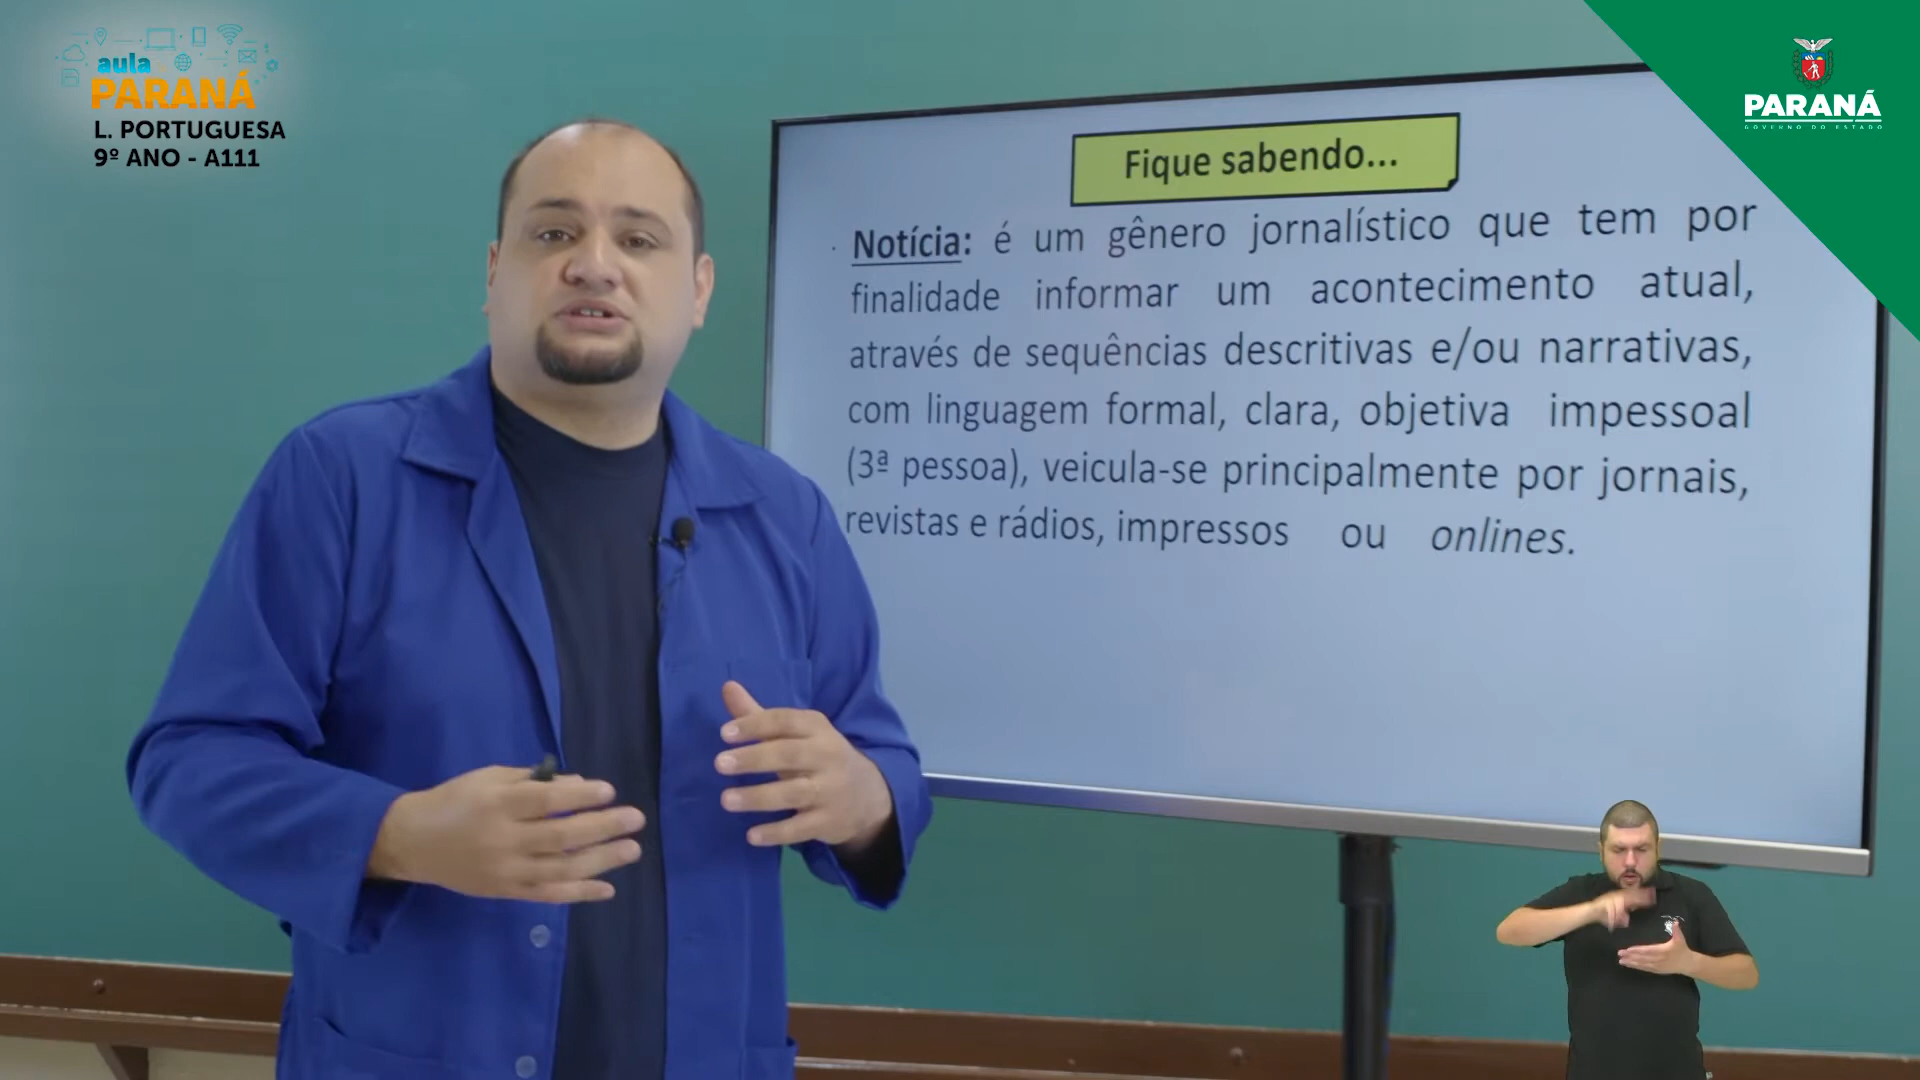 aula
PARANÁ
L. PORTUGUESA
9º ANO - A111
PARANÁ
GOVERNO DO ESTADO
Fique sabendo...
Notícia: é um gênero jornalístico que tem por
finalidade informar um acontecimento atual,
através de sequências descritivas e/ou narrativas,
com linguagem formal, clara, objetiva impessoal
(3ª pessoa), veicula-se principalmente por jornais,
revistas e rádios, impressos ou onlines.